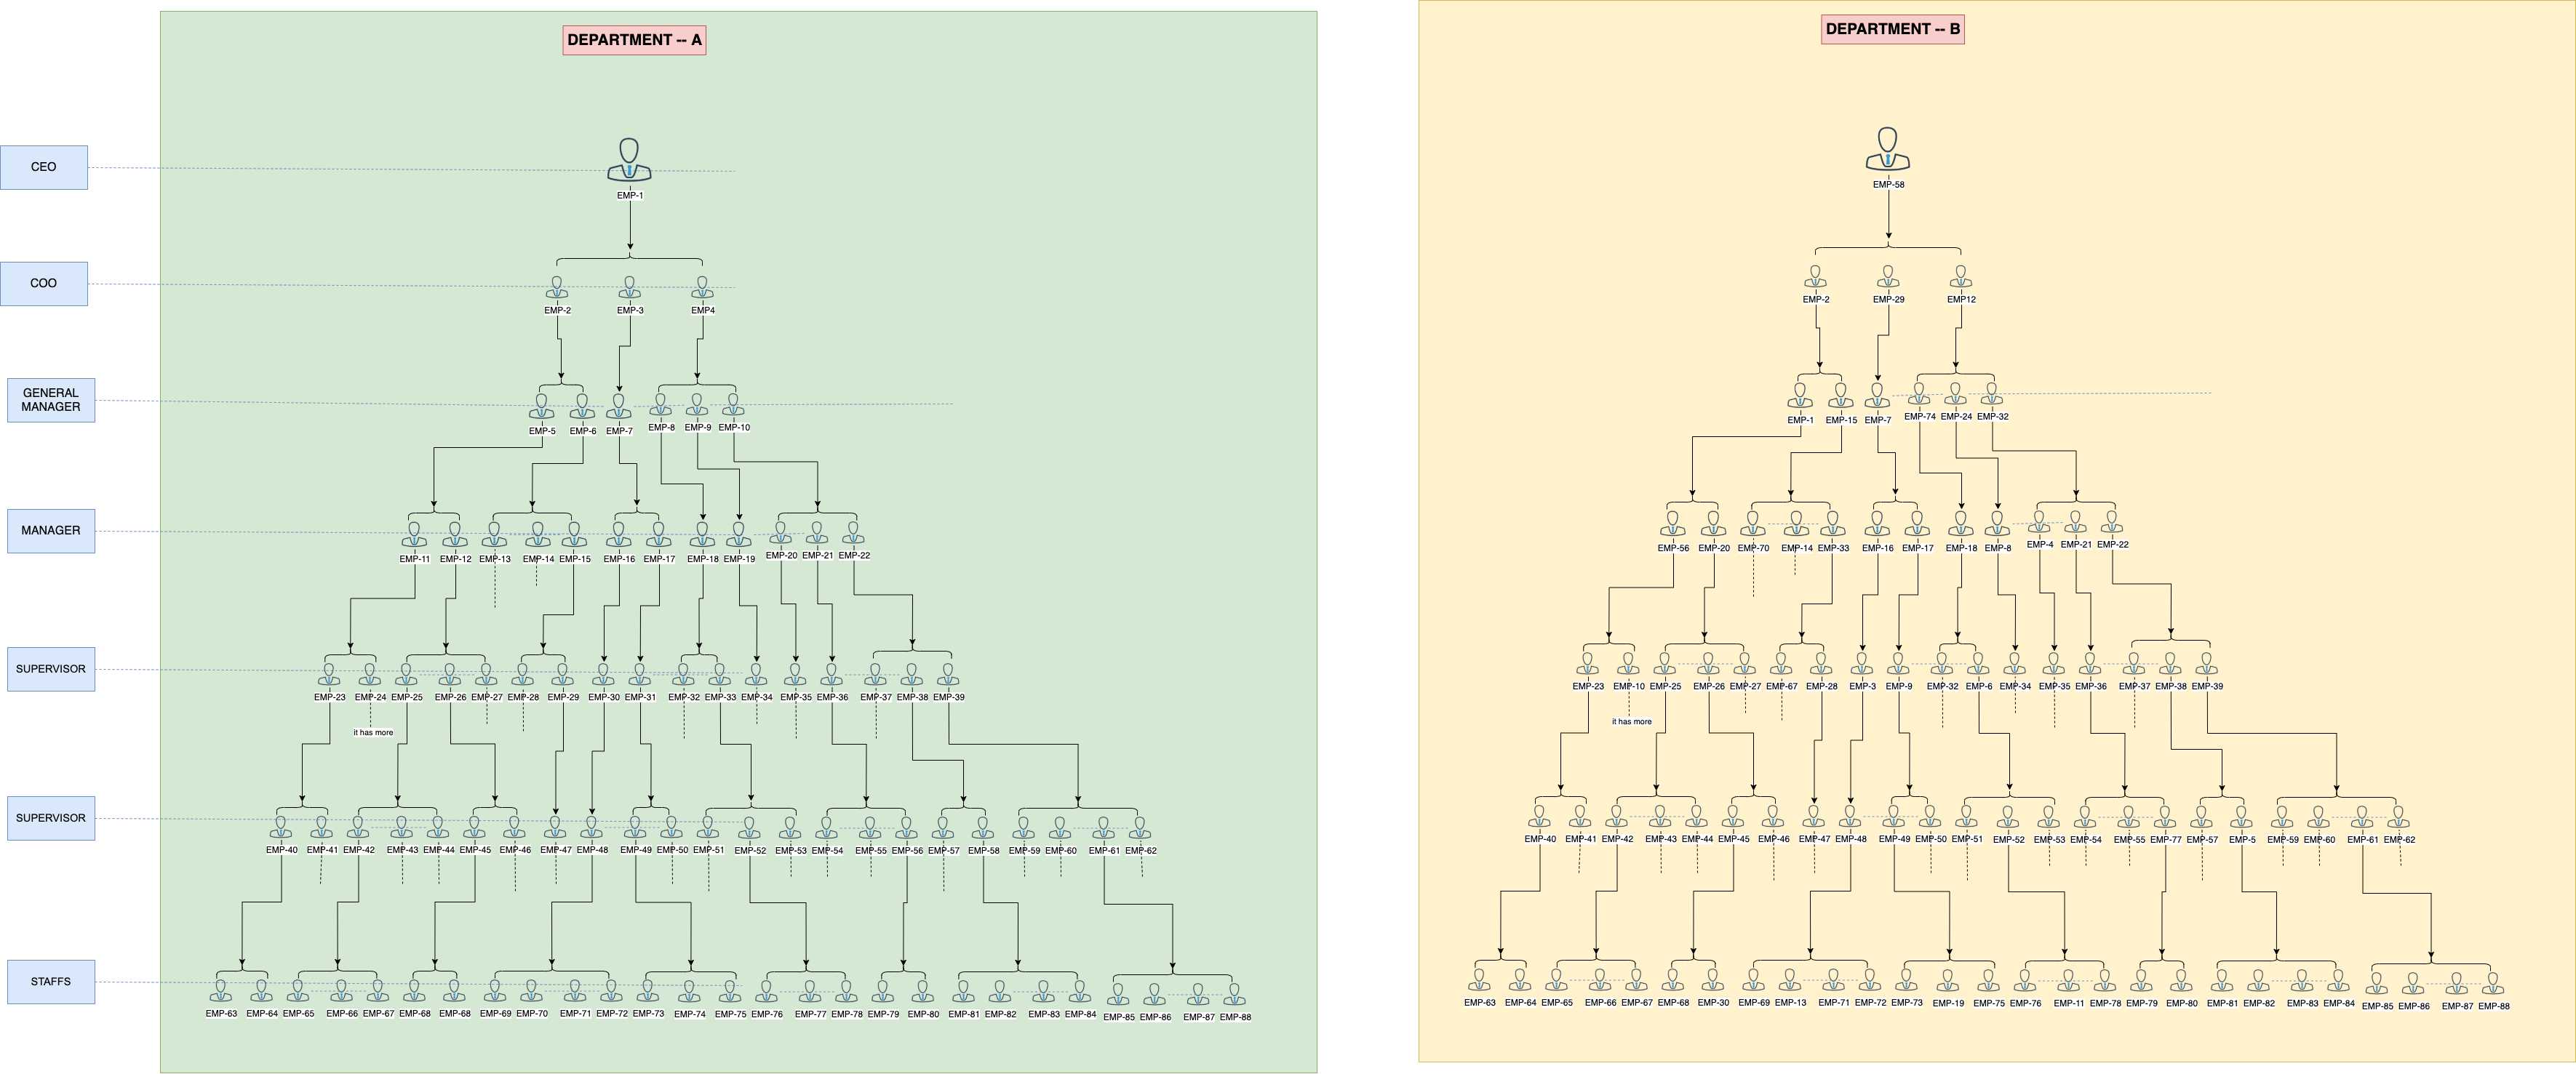 DEPARTMENT -- A
CEO
EMP-1
COO
EMP-2
EMP-3
EMP4
GENERAL
MANAGER
EMP-5
EMP-6
EMP-7
EMP-8
EMP-9
EMP-10
MANAGER
EMP-11
EMP-12
EMP-13
EMP-14
EMP-15
EMP-16
EMP-17
EMP-18
EMP-19
EMP-20
EMP-21
EMP-22
SUPERVISOR
EMP-23
EMP-24
EMP-25
EMP-26
EMP-27
EMP-28
EMP-29
EMP-30
EMP-31
EMP-32
EMP-33
EMP-34
EMP-35
EMP-36
EMP-37
EMP-38
EMP-39
it has more
SUPERVISOR
EMP-40
EMP-41
EMP-42
EMP-43
EMP-44
EMP-45
EMP-46
EMP-47
EMP-48
EMP-49
EMP-50
EMP-51
EMP-52
EMP-53
EMP-54
EMP-55
EMP-56
EMP-57
EMP-58
EMP-59
EMP-60
EMP-61
EMP-62
STAFFS
EMP-63
EMP-64
EMP-65
EMP-66
EMP-67
EMP-68
EMP-68
EMP-69
EMP-70
EMP-71
EMP-72
EMP-73
EMP-74
EMP-75
EMP-76
EMP-77
EMP-78
EMP-79
EMP-80
EMP-81
EMP-82
EMP-83
EMP-84
EMP-85
EMP-86
EMP-87
EMP-88
DEPARTMENT -- B
EMP-58
EMP-2
EMP-29
EMP12
EMP-1
EMP-15
EMP-7
EMP-74
EMP-24
EMP-32
EMP-56
EMP-20
EMP-70
EMP-14
EMP-33
EMP-16
EMP-17
EMP-18
EMP-8
EMP-4
EMP-21
EMP-22
EMP-23
EMP-10
EMP-25
EMP-26
EMP-27
EMP-67
EMP-28
EMP-3
EMP-9
EMP-32
EMP-6
EMP-34
EMP-35
EMP-36
EMP-37
EMP-38
EMP-39
it has more
EMP-40
EMP-41
EMP-42
EMP-43
EMP-44
EMP-45
EMP-46
EMP-47
EMP-48
EMP-49
EMP-50
EMP-51
EMP-52
EMP-53
EMP-54
EMP-55
EMP-77
EMP-57
EMP-5
EMP-59
EMP-60
EMP-61
EMP-62
EMP-63
EMP-64
EMP-65
EMP-66
EMP-67
EMP-68
EMP-30
EMP-69
EMP-13
EMP-71
EMP-72
EMP-73
EMP-19
EMP-75
EMP-76
EMP-11
EMP-78
EMP-79
EMP-80
EMP-81
EMP-82
EMP-83
EMP-84
EMP-85
EMP-86
EMP-87
EMP-88